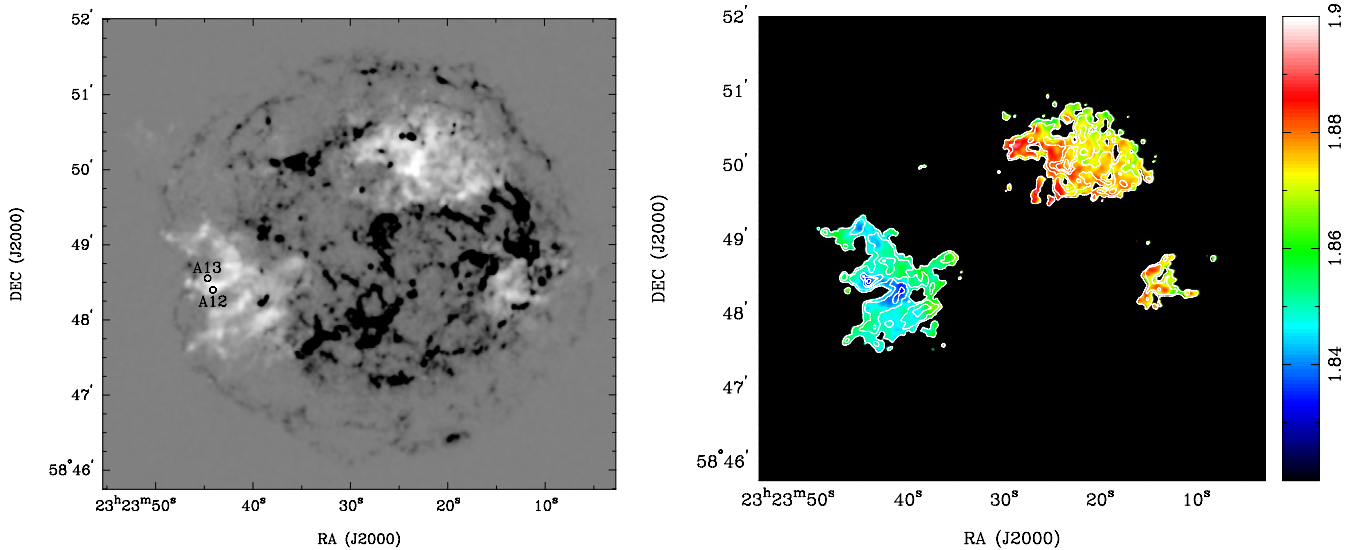 52′
51′
50′
49′
48′
47′
58°46′
DEC (J2000)
A13
A12
23ʰ23ᵐ50ˢ
40ˢ
30ˢ
20ˢ
10ˢ
RA (J2000)
52′
51′
50′
49′
48′
47′
58°46′
DEC (J2000)
23ʰ23ᵐ50ˢ
40ˢ
30ˢ
20ˢ
10ˢ
RA (J2000)
1.9
1.88
1.86
1.84